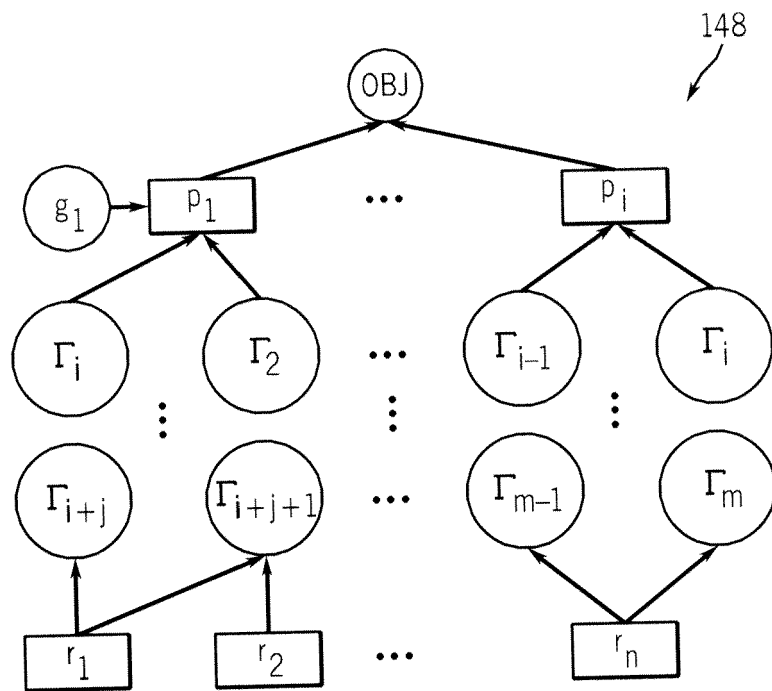 148
OBJ
g₁ p₁ ... pᵢ
Γᵢ Γ₂ ... Γᵢ₋₁ Γᵢ
Γᵢ₊ⱼ Γᵢ₊ⱼ₊₁ ... Γₘ₋₁ Γₘ
r₁ r₂ ... rₙ